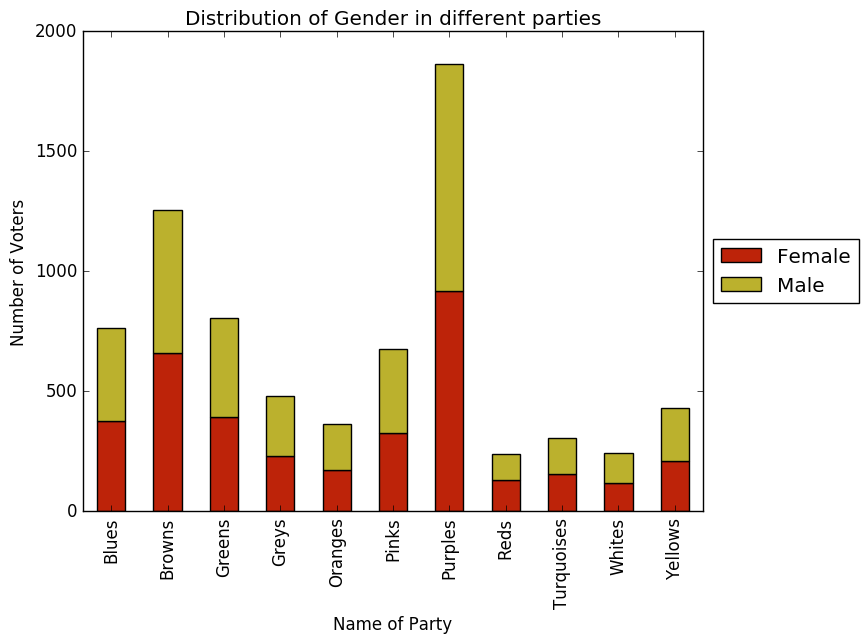 Distribution of Gender in different parties
2000
1500
1000
500
0
Number of Voters
Blues
Browns
Greens
Greys
Oranges
Pinks
Purples
Reds
Turquoises
Whites
Yellows
Name of Party
Female
Male